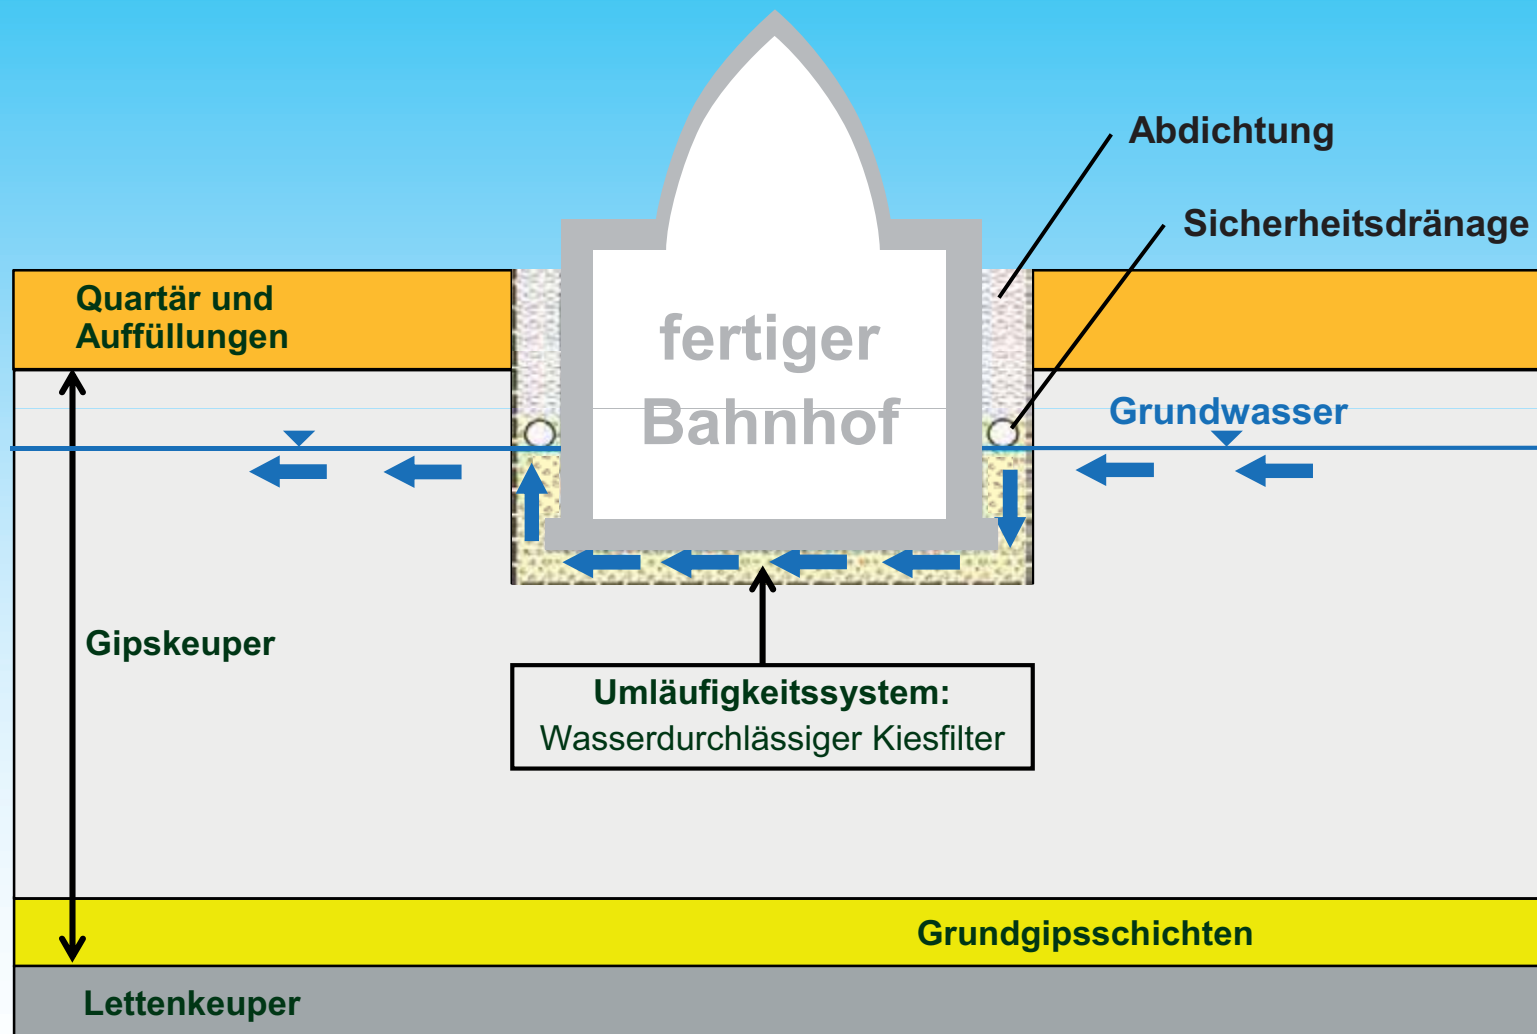 Abdichtung
Sicherheitsdränage
Quartär und
Auffüllungen
fertiger
Bahnhof
Grundwasser
Gipskeuper
Umläufigkeitssystem:
Wasserdurchlässiger Kiesfilter
Grundgipsschichten
Lettenkeuper